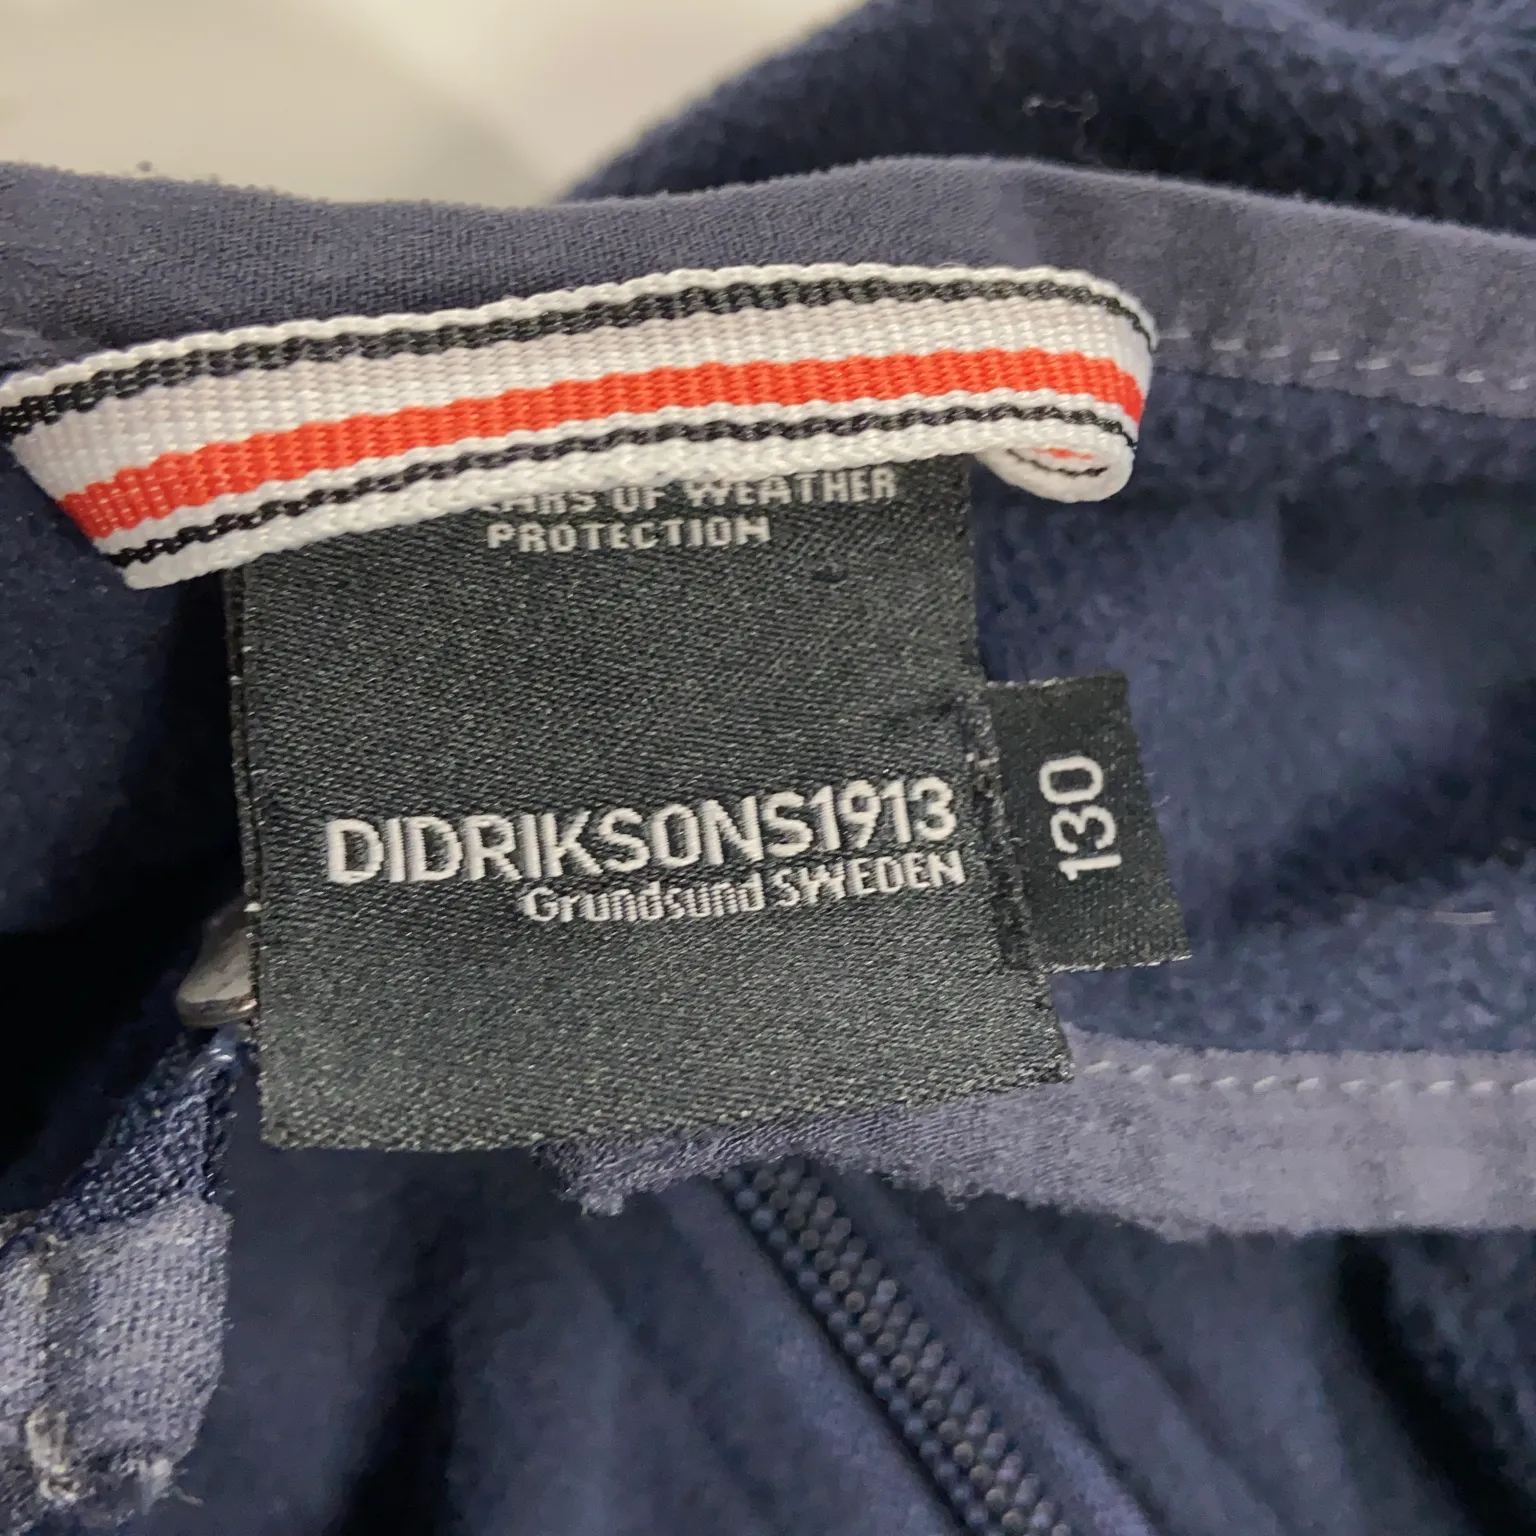 OF WEATHER
PROTECTION
DIDRIKSONS1913
Grundsund SWEDEN
130